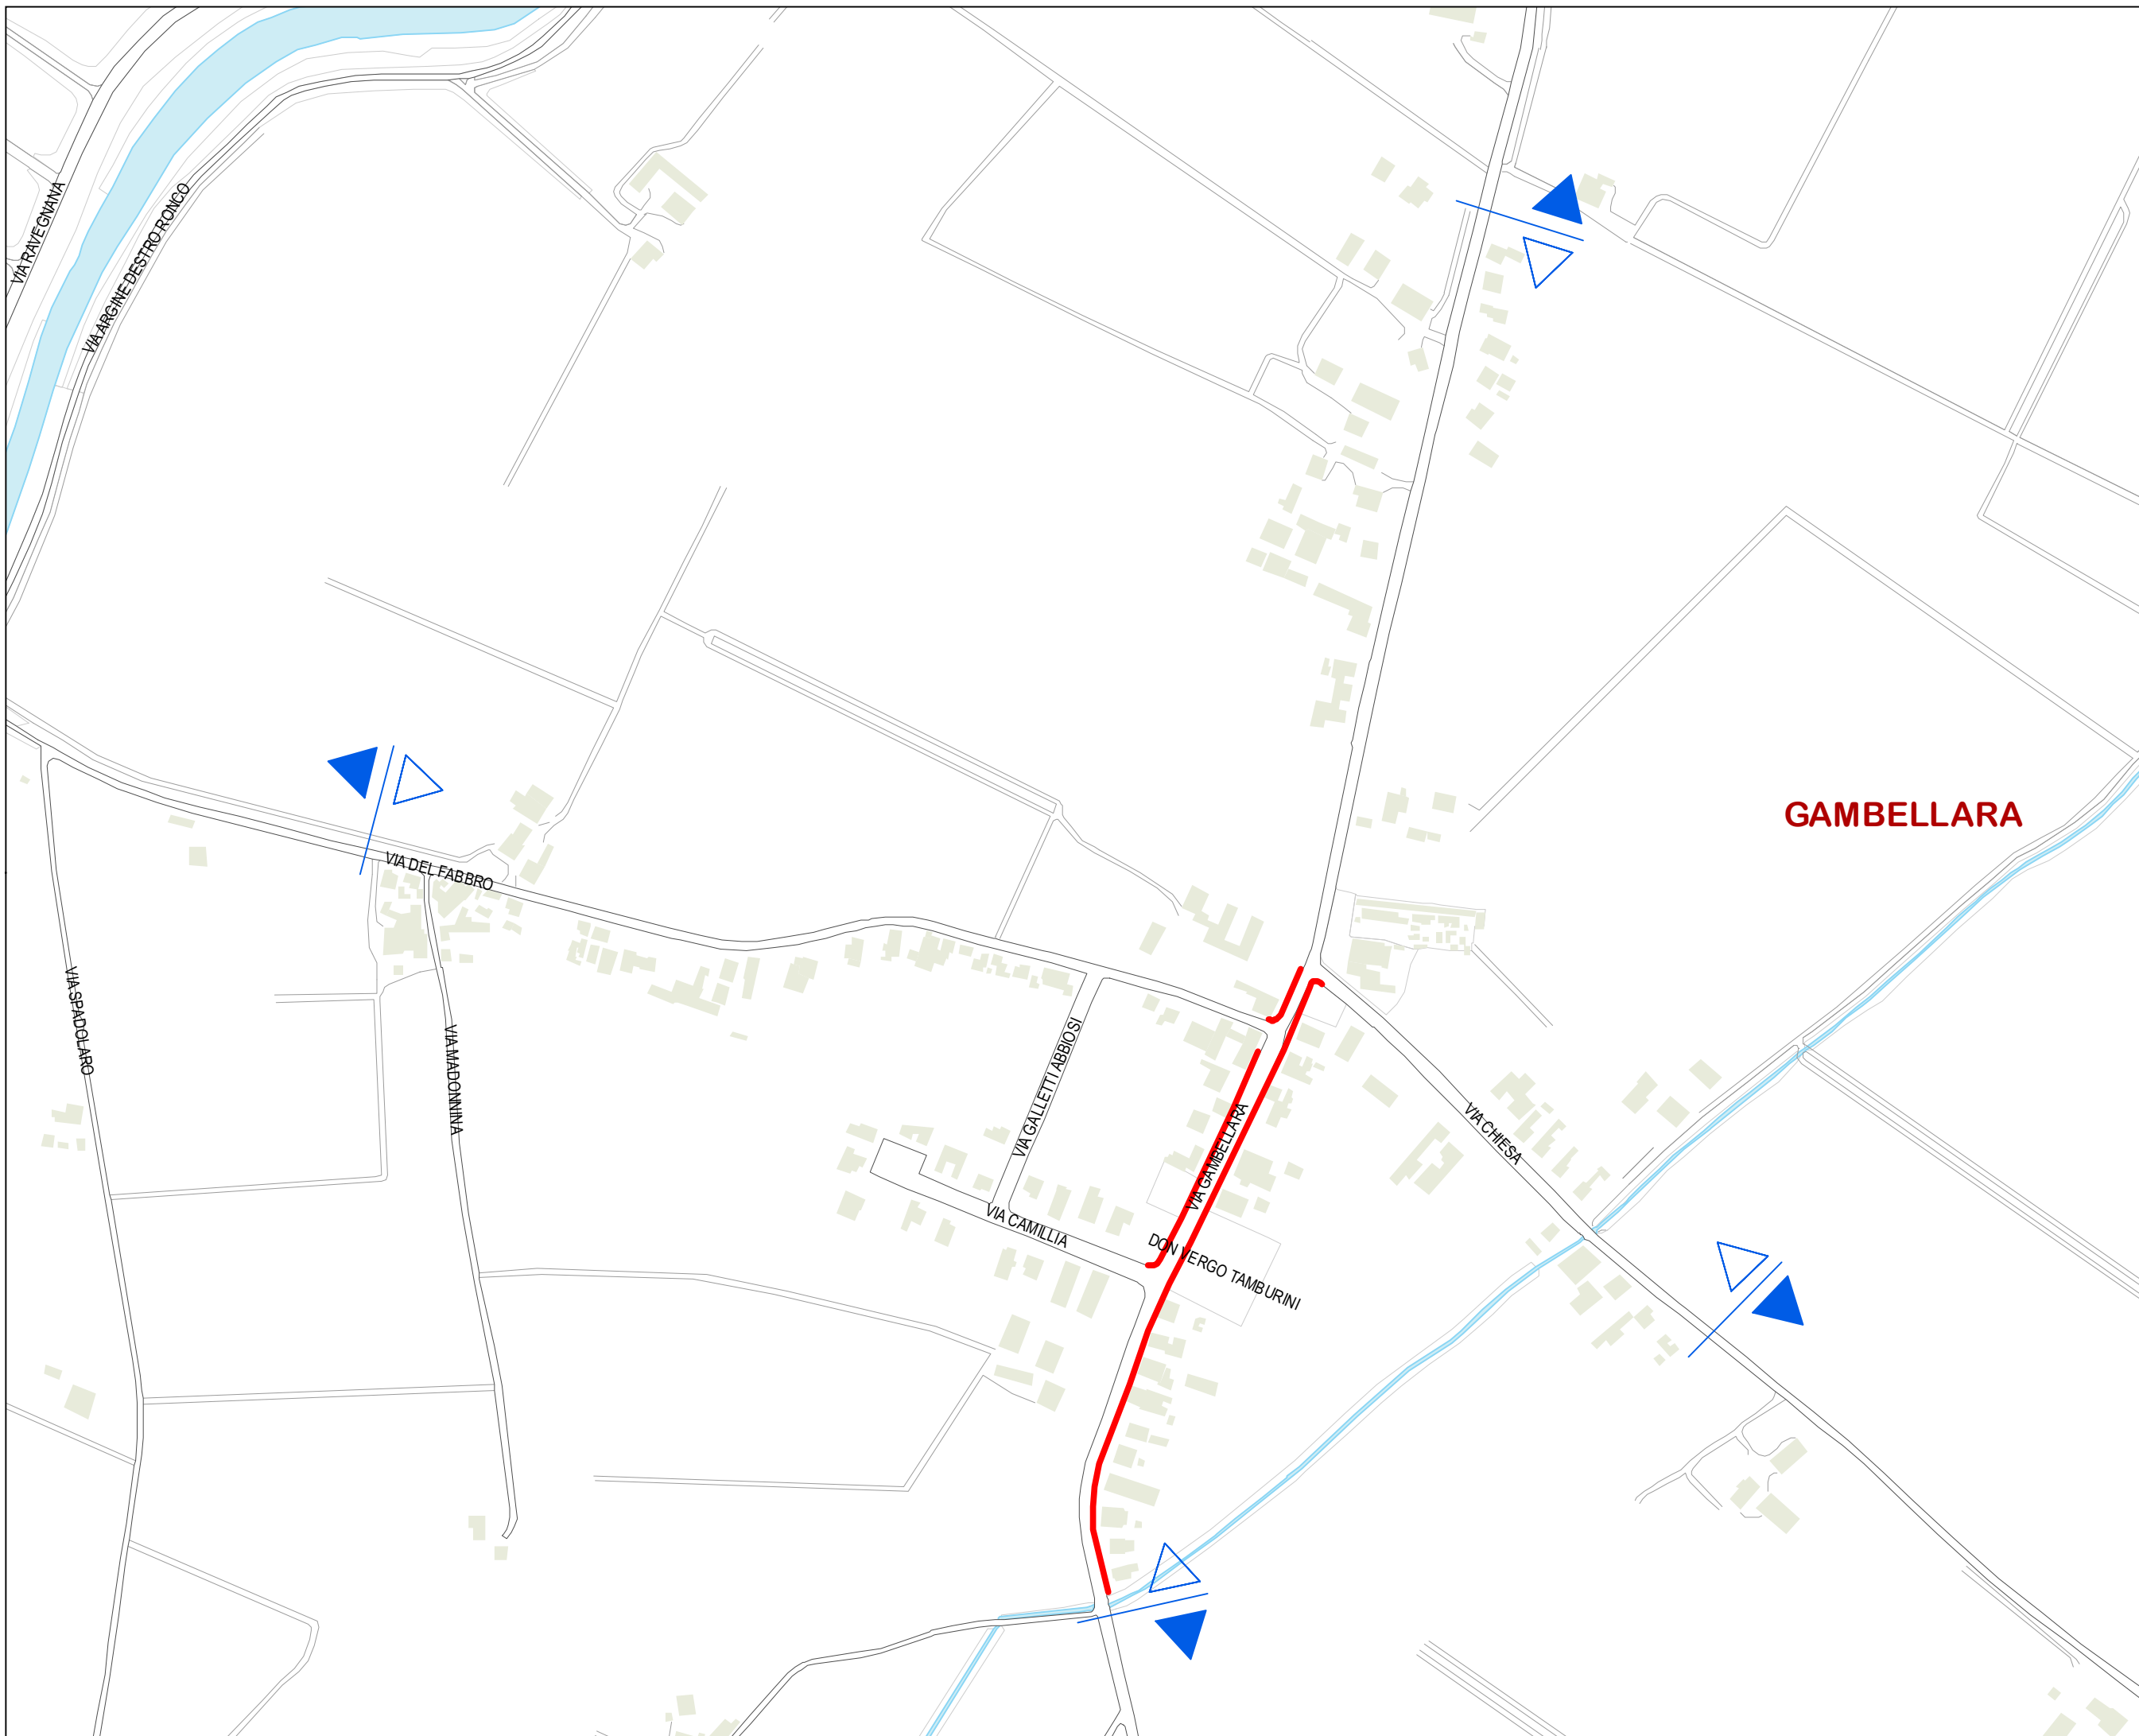 VIA RAVEGNANA
VIA ARGINE DESTRO RONCO
GAMBELLARA
VIA DEL FABBRO
VIA SPADOLARO
VIA MADONNINA
VIA GALLETTI ABBIOSI
VIA GAMBELLARA
VIA CHIESA
VIA CAMILLIA
DON VERGO TAMBURINI